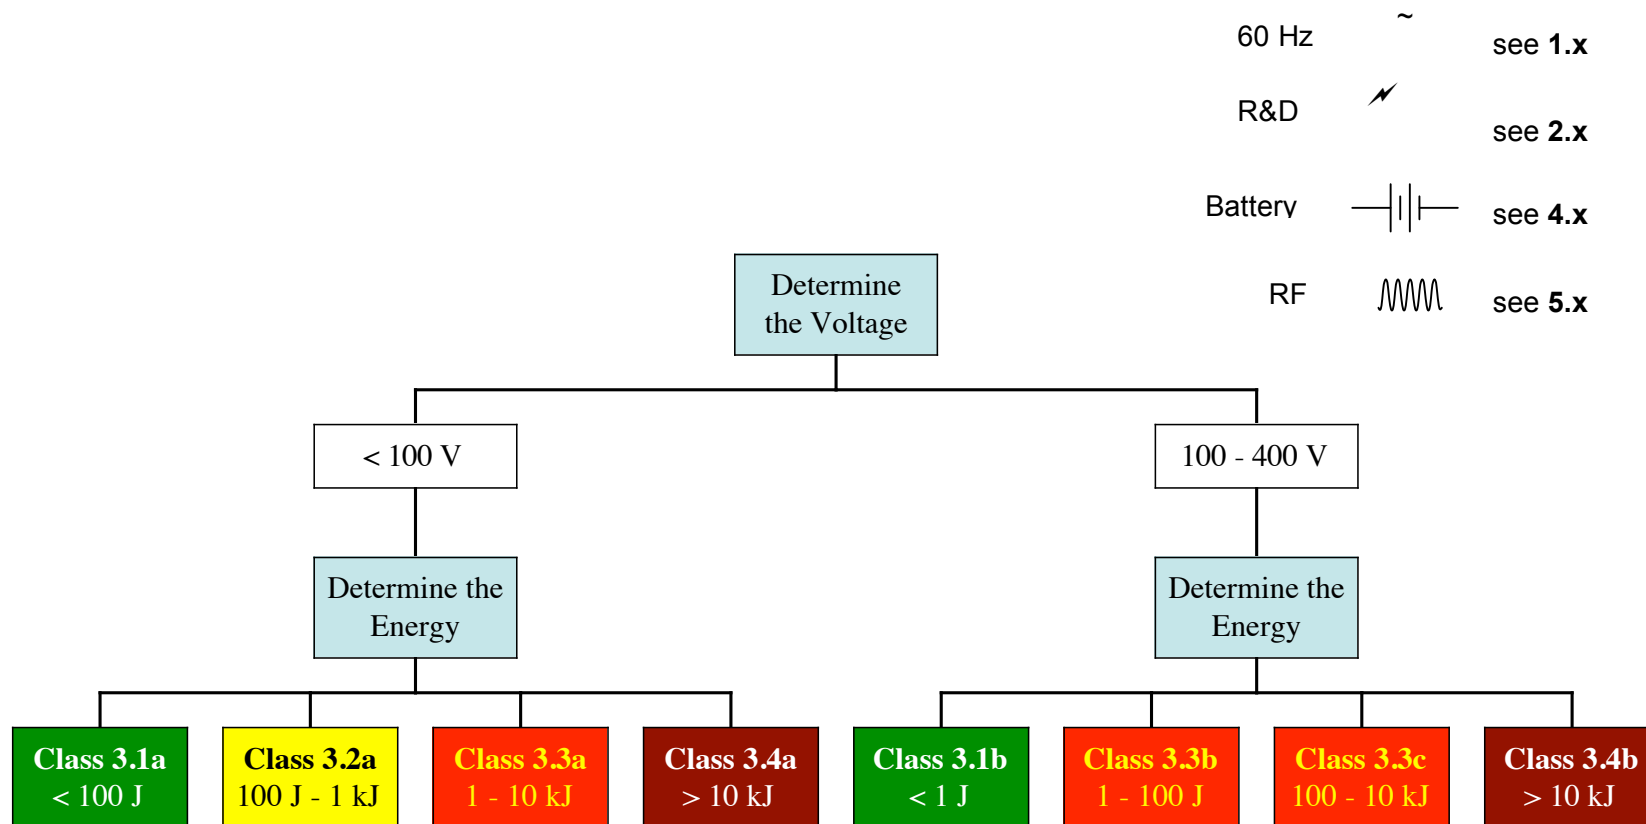 ~
60 Hz see 1.x
R&D see 2.x
Battery see 4.x
RF see 5.x
Determine
the Voltage
< 100 V
100 - 400 V
Determine the
Energy
Determine the
Energy
Class 3.1a
< 100 J
Class 3.2a
100 J - 1 kJ
Class 3.3a
1 - 10 kJ
Class 3.4a
> 10 kJ
Class 3.1b
< 1 J
Class 3.3b
1 - 100 J
Class 3.3c
100 - 10 kJ
Class 3.4b
> 10 kJ